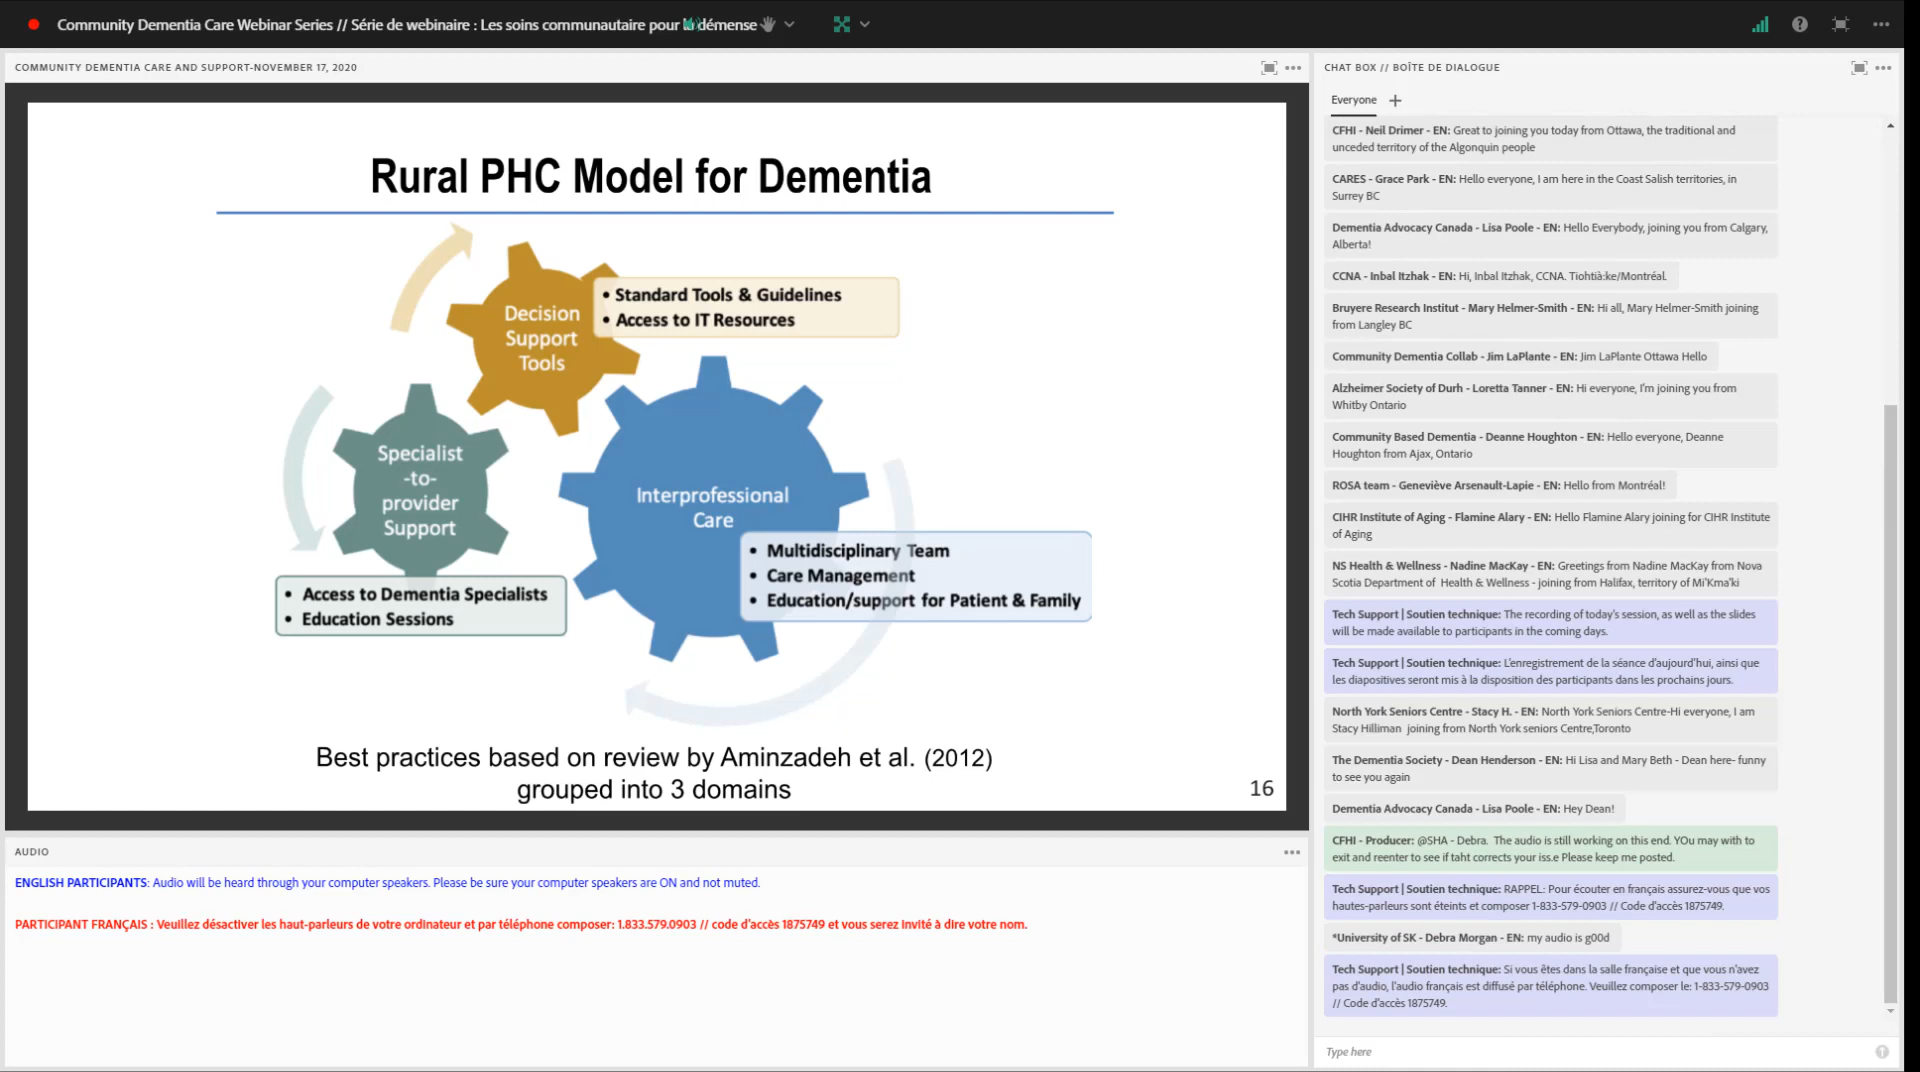 Community Dementia Care Webinar Series // Série de webinaire : Les soins communautaire pour la démense
COMMUNITY DEMENTIA CARE AND SUPPORT-NOVEMBER 17, 2020
Rural PHC Model for Dementia
Decision
Support
Tools
• Standard Tools & Guidelines
• Access to IT Resources
Specialist
-to-
provider
Support
• Access to Dementia Specialists
• Education Sessions
Interprofessional
Care
• Multidisciplinary Team
• Care Management
• Education/support for Patient & Family
Best practices based on review by Aminzadeh et al. (2012)
grouped into 3 domains
16
AUDIO
ENGLISH PARTICIPANTS: Audio will be heard through your computer speakers. Please be sure your computer speakers are ON and not muted.
PARTICIPANT FRANÇAIS : Veuillez désactiver les haut-parleurs de votre ordinateur et par téléphone composer: 1.833.579.0903 // code d'accès 1875749 et vous serez invité à dire votre nom.
CHAT BOX // BOÎTE DE DIALOGUE
Everyone
CFHI - Neil Drimer - EN: Great to joining you today from Ottawa, the traditional and
unceded territory of the Algonquin people
CARES - Grace Park - EN: Hello everyone, I am here in the Coast Salish territories, in
Surrey BC
Dementia Advocacy Canada - Lisa Poole - EN: Hello Everybody, joining you from Calgary,
Alberta!
CCNA - Inbal Itzhak - EN: Hi, Inbal Itzhak, CCNA. Tiohtià:ke/Montréal.
Bruyere Research Institut - Mary Helmer-Smith - EN: Hi all, Mary Helmer-Smith joining
from Langley BC
Community Dementia Collab - Jim LaPlante - EN: Jim LaPlante Ottawa Hello
Alzheimer Society of Durh - Loretta Tanner - EN: Hi everyone, I'm joining you from
Whitby Ontario
Community Based Dementia - Deanne Houghton - EN: Hello everyone, Deanne
Houghton from Ajax, Ontario
ROSA team - Geneviève Arsenault-Lapie - EN: Hello from Montréal!
CIHR Institute of Aging - Flamine Alary - EN: Hello Flamine Alary joining for CIHR Institute
of Aging
NS Health & Wellness - Nadine MacKay - EN: Greetings from Nadine MacKay from Nova
Scotia Department of Health & Wellness - joining from Halifax, territory of Mi'Kma'ki
Tech Support | Soutien technique: The recording of today's session, as well as the slides
will be made available to participants in the coming days.
Tech Support | Soutien technique: L'enregistrement de la séance d'aujourd'hui, ainsi que
les diapositives seront mis à la disposition des participants dans les prochains jours.
North York Seniors Centre - Stacy H. - EN: North York Seniors Centre-Hi everyone, I am
Stacy Hilliman joining from North York seniors Centre,Toronto
The Dementia Society - Dean Henderson - EN: Hi Lisa and Mary Beth - Dean here- funny
to see you again
Dementia Advocacy Canada - Lisa Poole - EN: Hey Dean!
CFHI - Producer: @SHA - Debra. The audio is still working on this end. YOu may with to
exit and reenter to see if taht corrects your iss.e Please keep me posted.
Tech Support | Soutien technique: RAPPEL: Pour écouter en français assurez-vous que vos
hautes-parleurs sont éteints et composer 1-833-579-0903 // Code d'accès 1875749.
*University of SK - Debra Morgan - EN: my audio is g00d
Tech Support | Soutien technique: Si vous êtes dans la salle française et que vous n'avez
pas d'audio, l'audio français est diffusé par téléphone. Veuillez composer le: 1-833-579-0903
// Code d'accès 1875749.
Type here